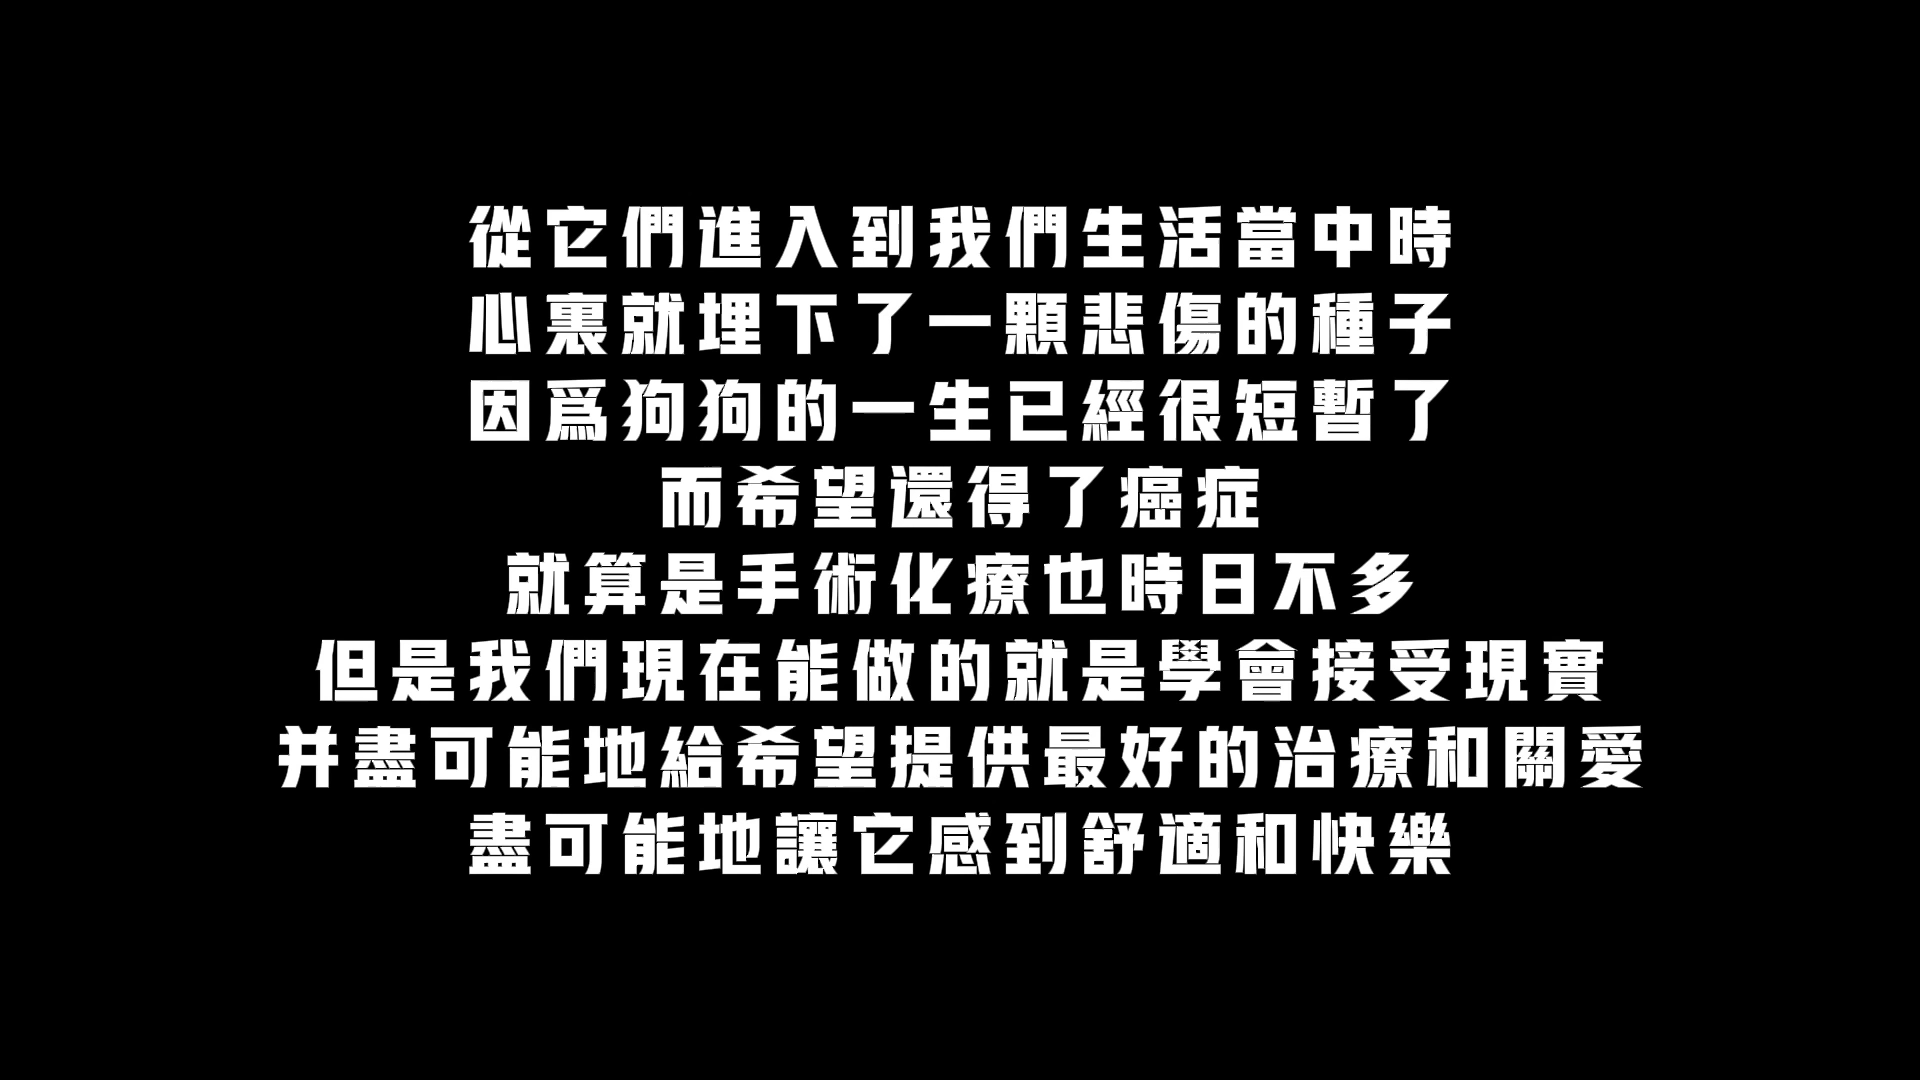 從它們進入到我們生活當中時
心裏就埋下了一顆悲傷的種子
因爲狗狗的一生已經很短暫了
而希望還得了癌症
就算是手術化療也時日不多
但是我們現在能做的就是學會接受現實
并盡可能地給希望提供最好的治療和關愛
盡可能地讓它感到舒適和快樂